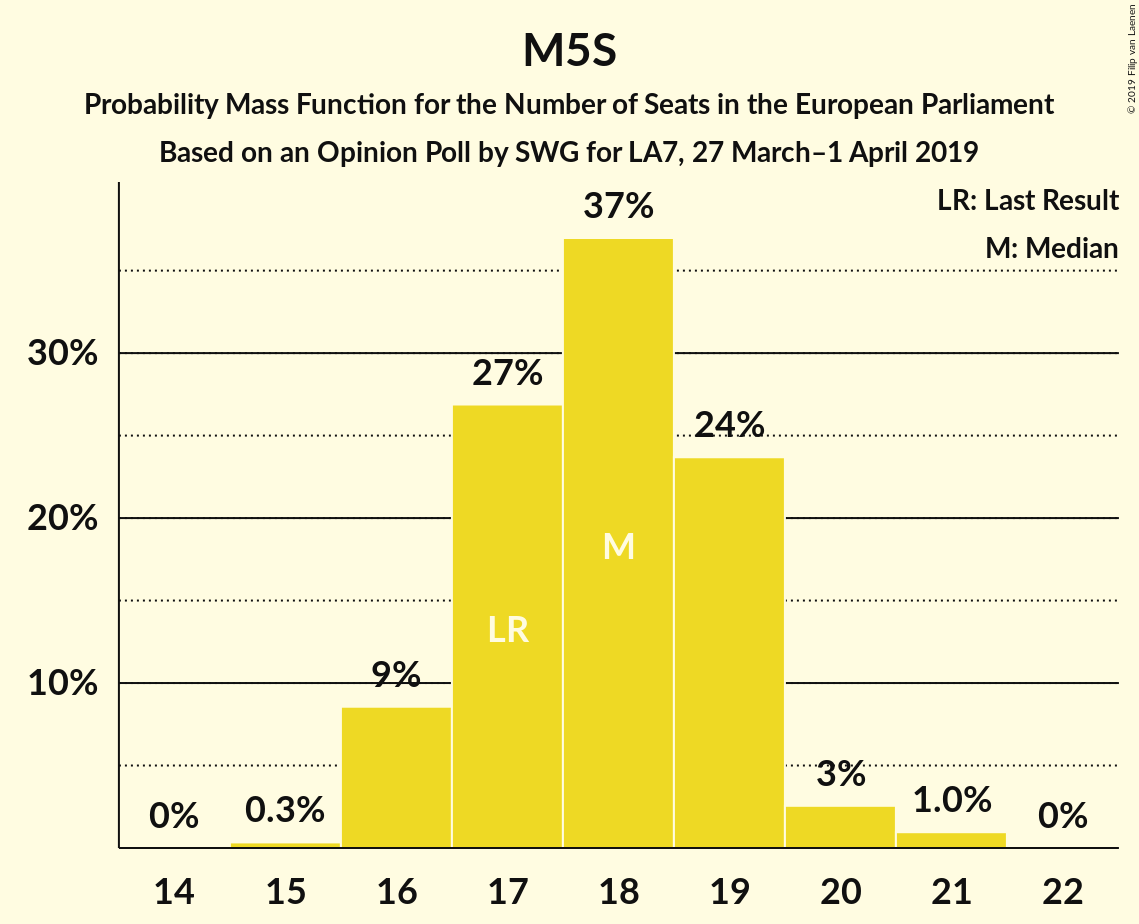 M5S
Probability Mass Function for the Number of Seats in the European Parliament
Based on an Opinion Poll by SWG for LA7, 27 March–1 April 2019
© 2019 Filip van Laenen
LR: Last Result
M: Median
37%
30%
27%
24%
20%
M
LR
10%
9%
3%
1.0%
0.3%
0%
0%
14 15 16 17 18 19 20 21 22